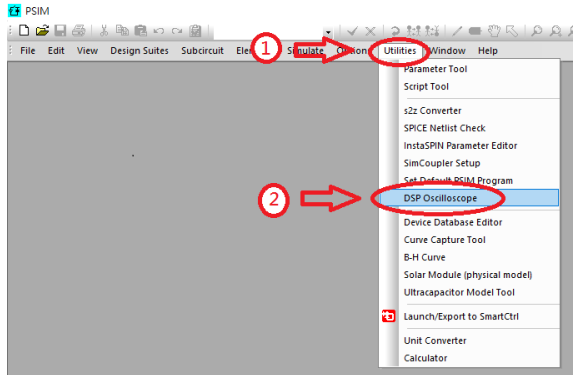 PSIM
File Edit View Design Suites Subcircuit Simulate Utilities Window Help
1
Parameter Tool
Script Tool
s2z Converter
SPICE Netlist Check
InstaSPIN Parameter Editor
SimCoupler Setup
Set Default PSIM Program
2
DSP Oscilloscope
Device Database Editor
Curve Capture Tool
B-H Curve
Solar Module (physical model)
Ultracapacitor Model Tool
Launch/Export to SmartCtrl
Unit Converter
Calculator